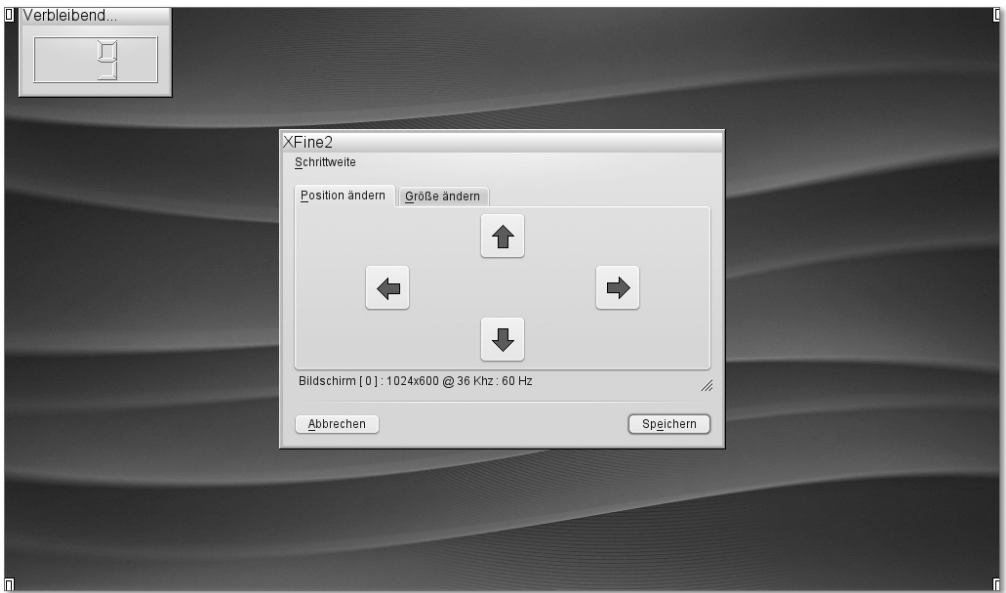 Verbleibend...
9
XFine2
Schrittweite
Position ändern
Größe ändern
Bildschirm [ 0 ] : 1024x600 @ 36 Khz : 60 Hz
Abbrechen
Speichern